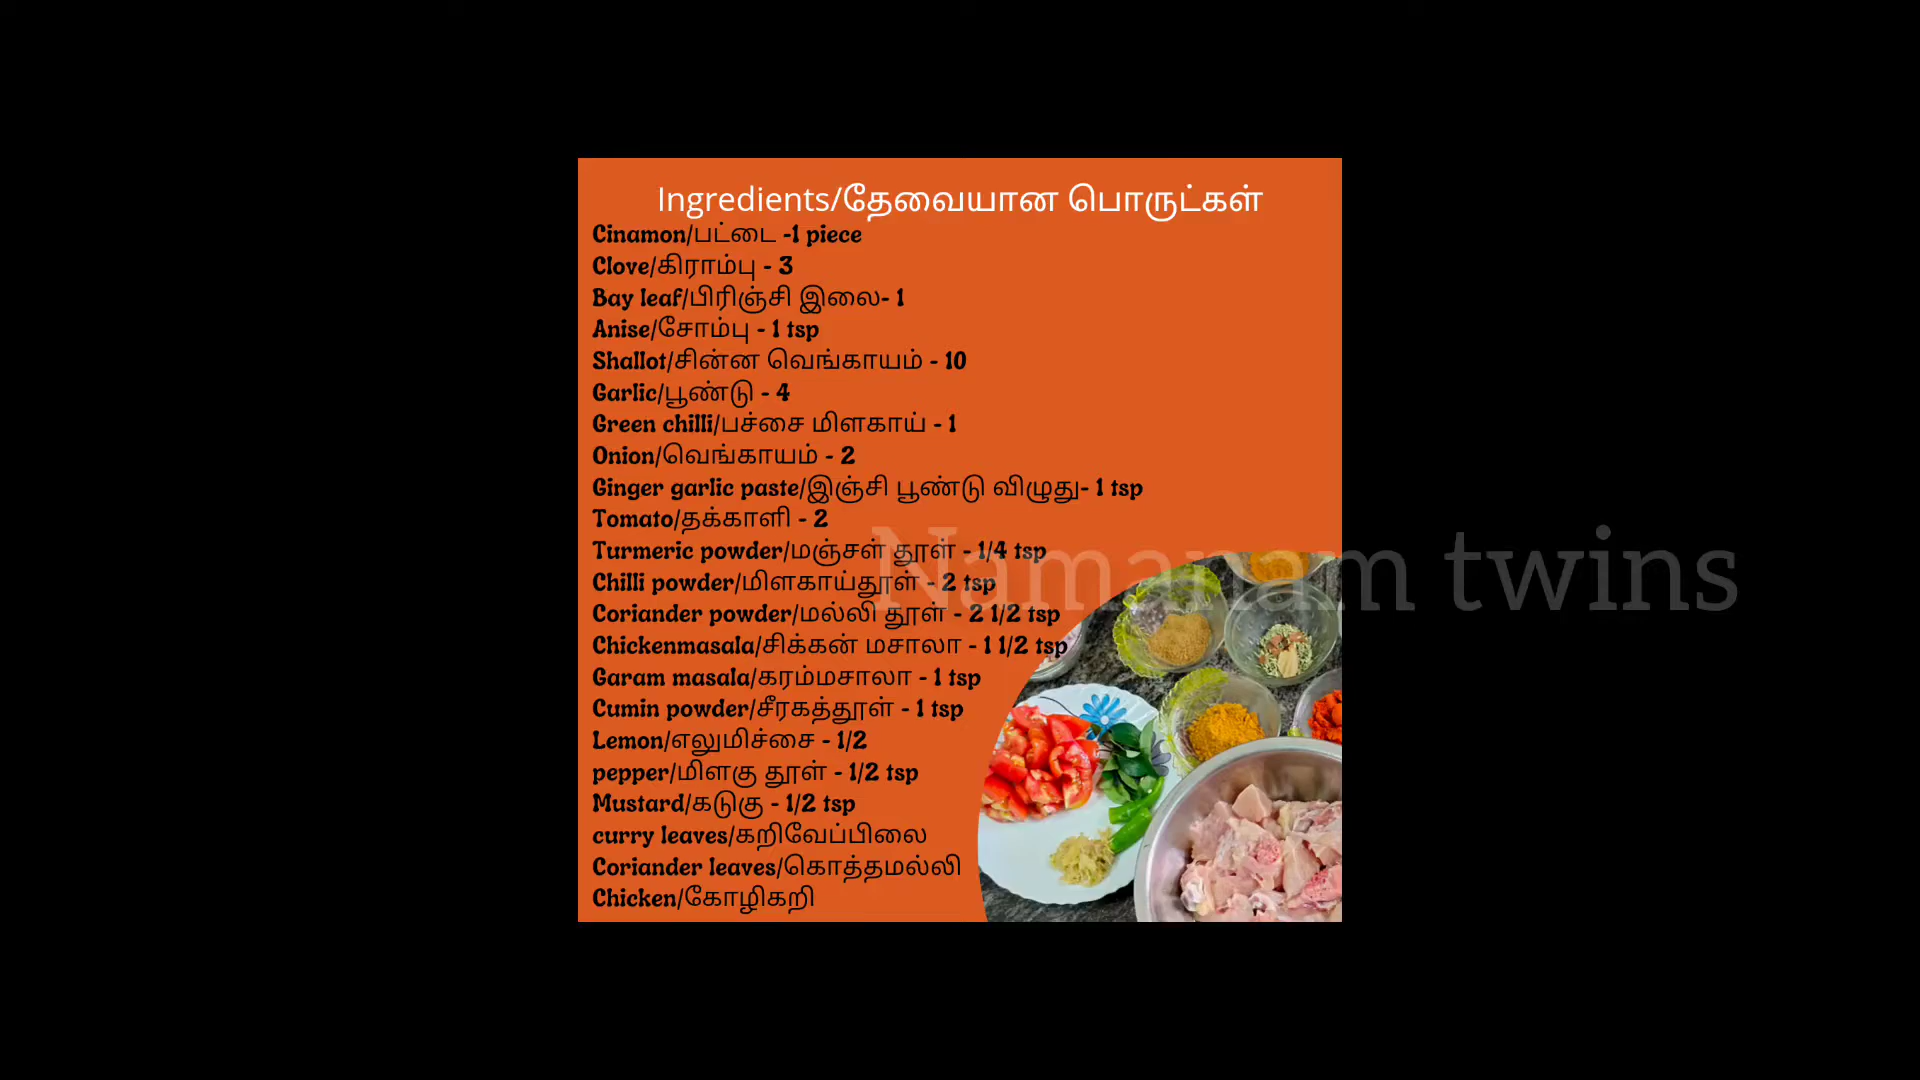 Ingredients/தேவையான பொருட்கள்
Cinamon/பட்டை -1 piece
Clove/கிராம்பு - 3
Bay leaf/பிரிஞ்சி இலை- 1
Anise/சோம்பு - 1 tsp
Shallot/சின்ன வெங்காயம் - 10
Garlic/பூண்டு - 4
Green chilli/பச்சை மிளகாய் - 1
Onion/வெங்காயம் - 2
Ginger garlic paste/இஞ்சி பூண்டு விழுது- 1 tsp
Tomato/தக்காளி - 2
Turmeric powder/மஞ்சள் தூள் - 1/4 tsp
Chilli powder/மிளகாய்தூள் - 2 tsp
Coriander powder/மல்லி தூள் - 2 1/2 tsp
Chickenmasala/சிக்கன் மசாலா - 1 1/2 tsp
Garam masala/கரம்மசாலா - 1 tsp
Cumin powder/சீரகத்தூள் - 1 tsp
Lemon/எலுமிச்சை - 1/2
pepper/மிளகு தூள் - 1/2 tsp
Mustard/கடுகு - 1/2 tsp
curry leaves/கறிவேப்பிலை
Coriander leaves/கொத்தமல்லி
Chicken/கோழிகறி
Namanam twins